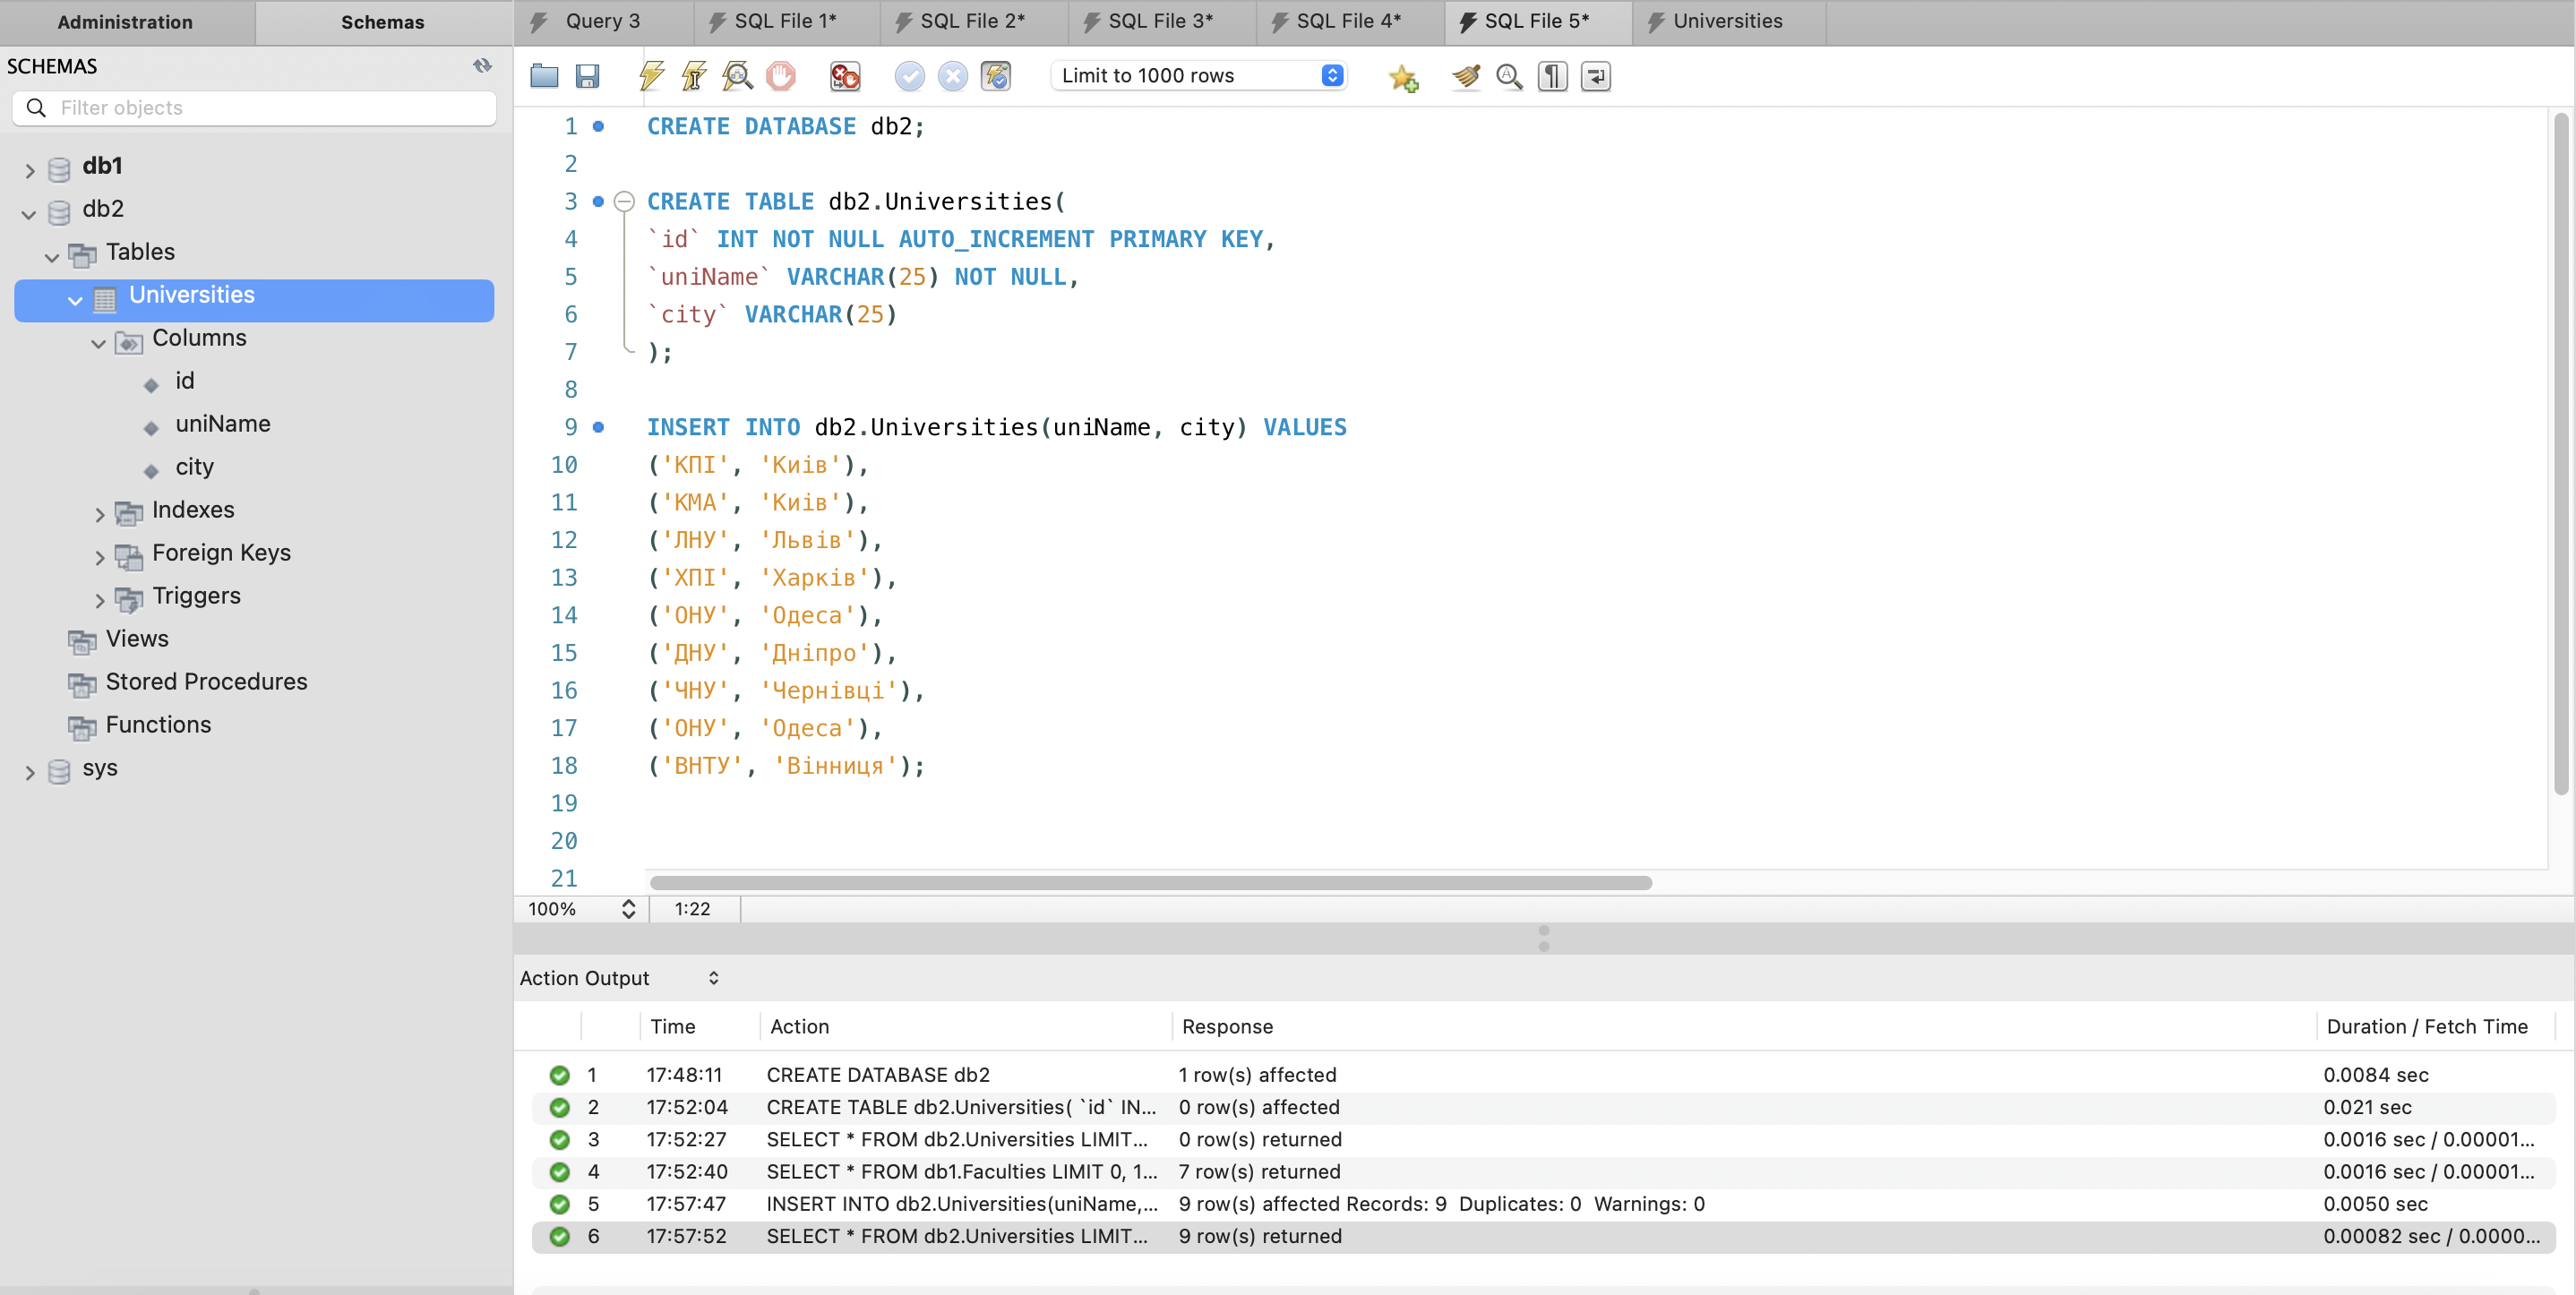 Administration Schemas
SCHEMAS
Filter objects
db1
db2
Tables
Universities
Columns
id
uniName
city
Indexes
Foreign Keys
Triggers
Views
Stored Procedures
Functions
sys
Query 3 SQL File 1* SQL File 2* SQL File 3* SQL File 4* SQL File 5* Universities
Limit to 1000 rows
1 CREATE DATABASE db2;
2
3 CREATE TABLE db2.Universities(
4 `id` INT NOT NULL AUTO_INCREMENT PRIMARY KEY,
5 `uniName` VARCHAR(25) NOT NULL,
6 `city` VARCHAR(25)
7 );
8
9 INSERT INTO db2.Universities(uniName, city) VALUES
10 ('КПІ', 'Киів'),
11 ('КМА', 'Киів'),
12 ('ЛНУ', 'Львів'),
13 ('ХПІ', 'Харків'),
14 ('ОНУ', 'Одеса'),
15 ('ДНУ', 'Дніпро'),
16 ('ЧНУ', 'Чернівці'),
17 ('ОНУ', 'Одеса'),
18 ('ВНТУ', 'Вінниця');
19
20
21
100% 1:22
Action Output
Time Action Response Duration / Fetch Time
1 17:48:11 CREATE DATABASE db2 1 row(s) affected 0.0084 sec
2 17:52:04 CREATE TABLE db2.Universities( `id` IN... 0 row(s) affected 0.021 sec
3 17:52:27 SELECT * FROM db2.Universities LIMIT... 0 row(s) returned 0.0016 sec / 0.00001...
4 17:52:40 SELECT * FROM db1.Faculties LIMIT 0, 1... 7 row(s) returned 0.0016 sec / 0.00001...
5 17:57:47 INSERT INTO db2.Universities(uniName,... 9 row(s) affected Records: 9 Duplicates: 0 Warnings: 0 0.0050 sec
6 17:57:52 SELECT * FROM db2.Universities LIMIT... 9 row(s) returned 0.00082 sec / 0.0000...